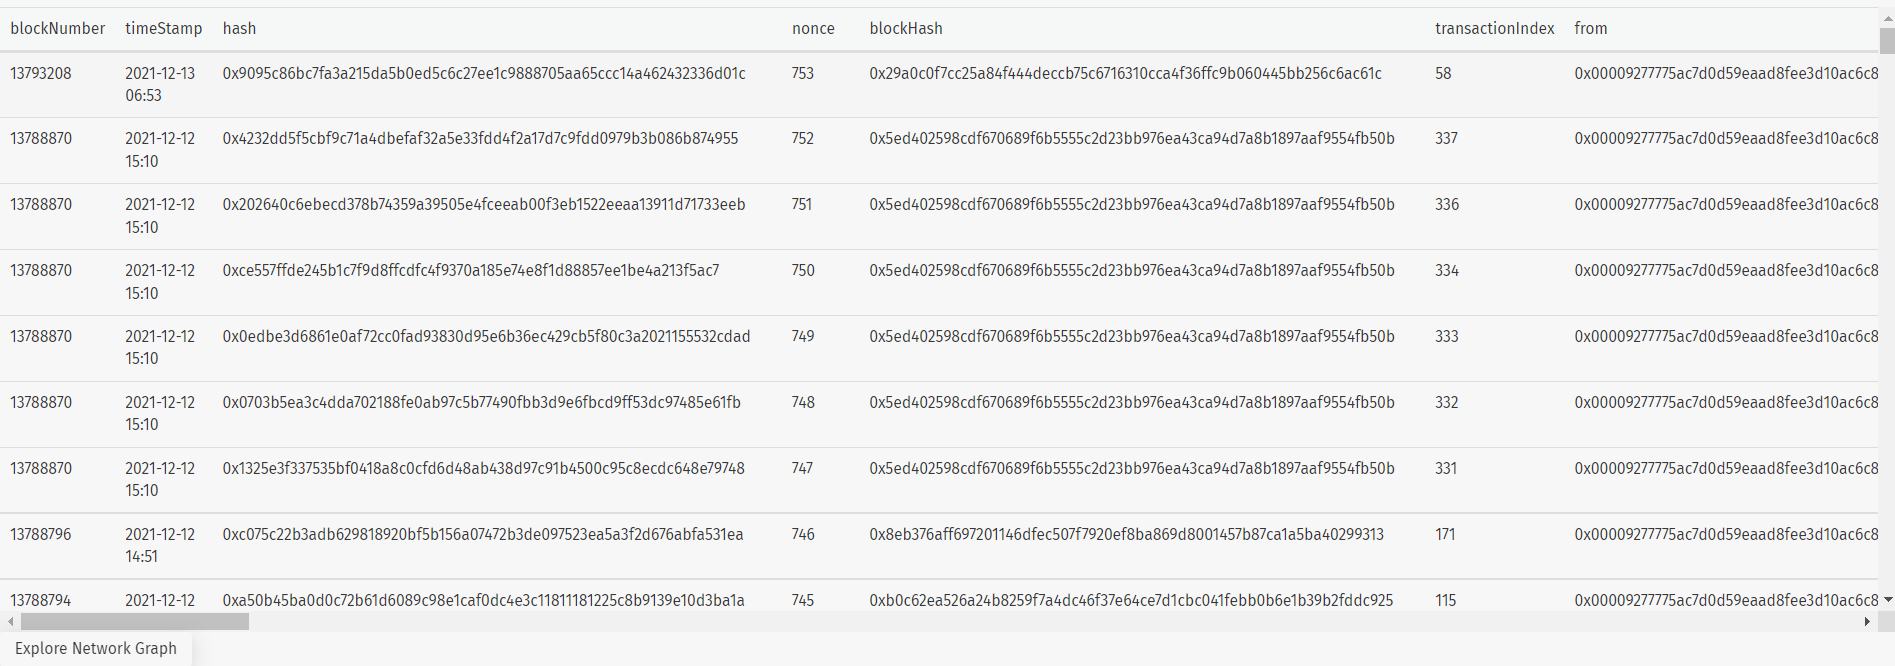 blockNumber timeStamp hash nonce blockHash transactionIndex from
13793208 2021-12-13 0x9095c86bc7fa3a215da5b0ed5c6c27ee1c9888705aa65ccc14a462432336d01c 753 0x29a0c0f7cc25a84f444deccb75c6716310cca4f36ffc9b060445bb256c6ac61c 58 0x00009277775ac7d0d59eaad8fee3d10ac6c8
06:53
13788870 2021-12-12 0x4232dd5f5cbf9c71a4dbefaf32a5e33fdd4f2a17d7c9fdd0979b3b086b874955 752 0x5ed402598cdf670689f6b5555c2d23bb976ea43ca94d7a8b1897aaf9554fb50b 337 0x00009277775ac7d0d59eaad8fee3d10ac6c8
15:10
13788870 2021-12-12 0x202640c6ebecd378b74359a39505e4fceeab00f3eb1522eeaa13911d71733eeb 751 0x5ed402598cdf670689f6b5555c2d23bb976ea43ca94d7a8b1897aaf9554fb50b 336 0x00009277775ac7d0d59eaad8fee3d10ac6c8
15:10
13788870 2021-12-12 0xce557ffde245b1c7f9d8ffcdfc4f9370a185e74e8f1d88857ee1be4a213f5ac7 750 0x5ed402598cdf670689f6b5555c2d23bb976ea43ca94d7a8b1897aaf9554fb50b 334 0x00009277775ac7d0d59eaad8fee3d10ac6c8
15:10
13788870 2021-12-12 0x0edbe3d6861e0af72cc0fad93830d95e6b36ec429cb5f80c3a2021155532cdad 749 0x5ed402598cdf670689f6b5555c2d23bb976ea43ca94d7a8b1897aaf9554fb50b 333 0x00009277775ac7d0d59eaad8fee3d10ac6c8
15:10
13788870 2021-12-12 0x0703b5ea3c4dda702188fe0ab97c5b77490fbb3d9e6fbcd9ff53dc97485e61fb 748 0x5ed402598cdf670689f6b5555c2d23bb976ea43ca94d7a8b1897aaf9554fb50b 332 0x00009277775ac7d0d59eaad8fee3d10ac6c8
15:10
13788870 2021-12-12 0x1325e3f337535bf0418a8c0cfd6d48ab438d97c91b4500c95c8ecdc648e79748 747 0x5ed402598cdf670689f6b5555c2d23bb976ea43ca94d7a8b1897aaf9554fb50b 331 0x00009277775ac7d0d59eaad8fee3d10ac6c8
15:10
13788796 2021-12-12 0xc075c22b3adb629818920bf5b156a07472b3de097523ea5a3f2d676abfa531ea 746 0x8eb376aff697201146dfec507f7920ef8ba869d8001457b87ca1a5ba40299313 171 0x00009277775ac7d0d59eaad8fee3d10ac6c8
14:51
13788794 2021-12-12 0xa50b45ba0d0c72b61d6089c98e1caf0dc4e3c11811181225c8b9139e10d3ba1a 745 0xb0c62ea526a24b8259f7a4dc46f37e64ce7d1cbc041febb0b6e1b39b2fddc925 115 0x00009277775ac7d0d59eaad8fee3d10ac6c8
Explore Network Graph